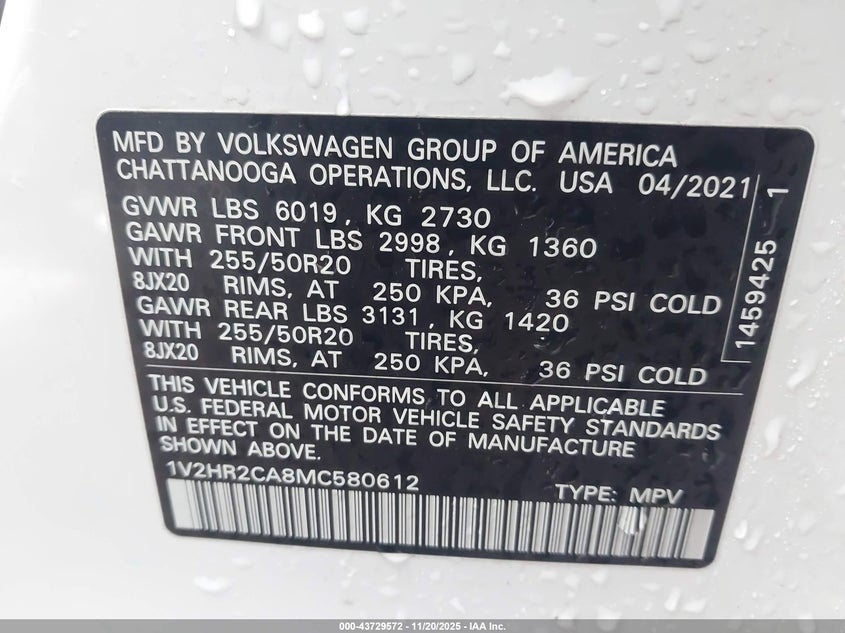 MFD BY VOLKSWAGEN GROUP OF AMERICA
CHATTANOOGA OPERATIONS, LLC. USA 04/2021
GVWR LBS 6019, KG 2730
GAWR FRONT LBS 2998, KG 1360
WITH 255/50R20 TIRES,
8JX20 RIMS, AT 250 KPA, 36 PSI COLD
GAWR REAR LBS 3131, KG 1420
WITH 255/50R20 TIRES,
8JX20 RIMS, AT 250 KPA, 36 PSI COLD
THIS VEHICLE CONFORMS TO ALL APPLICABLE
U.S. FEDERAL MOTOR VEHICLE SAFETY STANDARDS
IN EFFECT ON THE DATE OF MANUFACTURE
SHOWN ABOVE.
1V2HR2CA8MC580612 TYPE: MPV
1459425 1
000-43729572 - 11/20/2025 - IAA Inc.